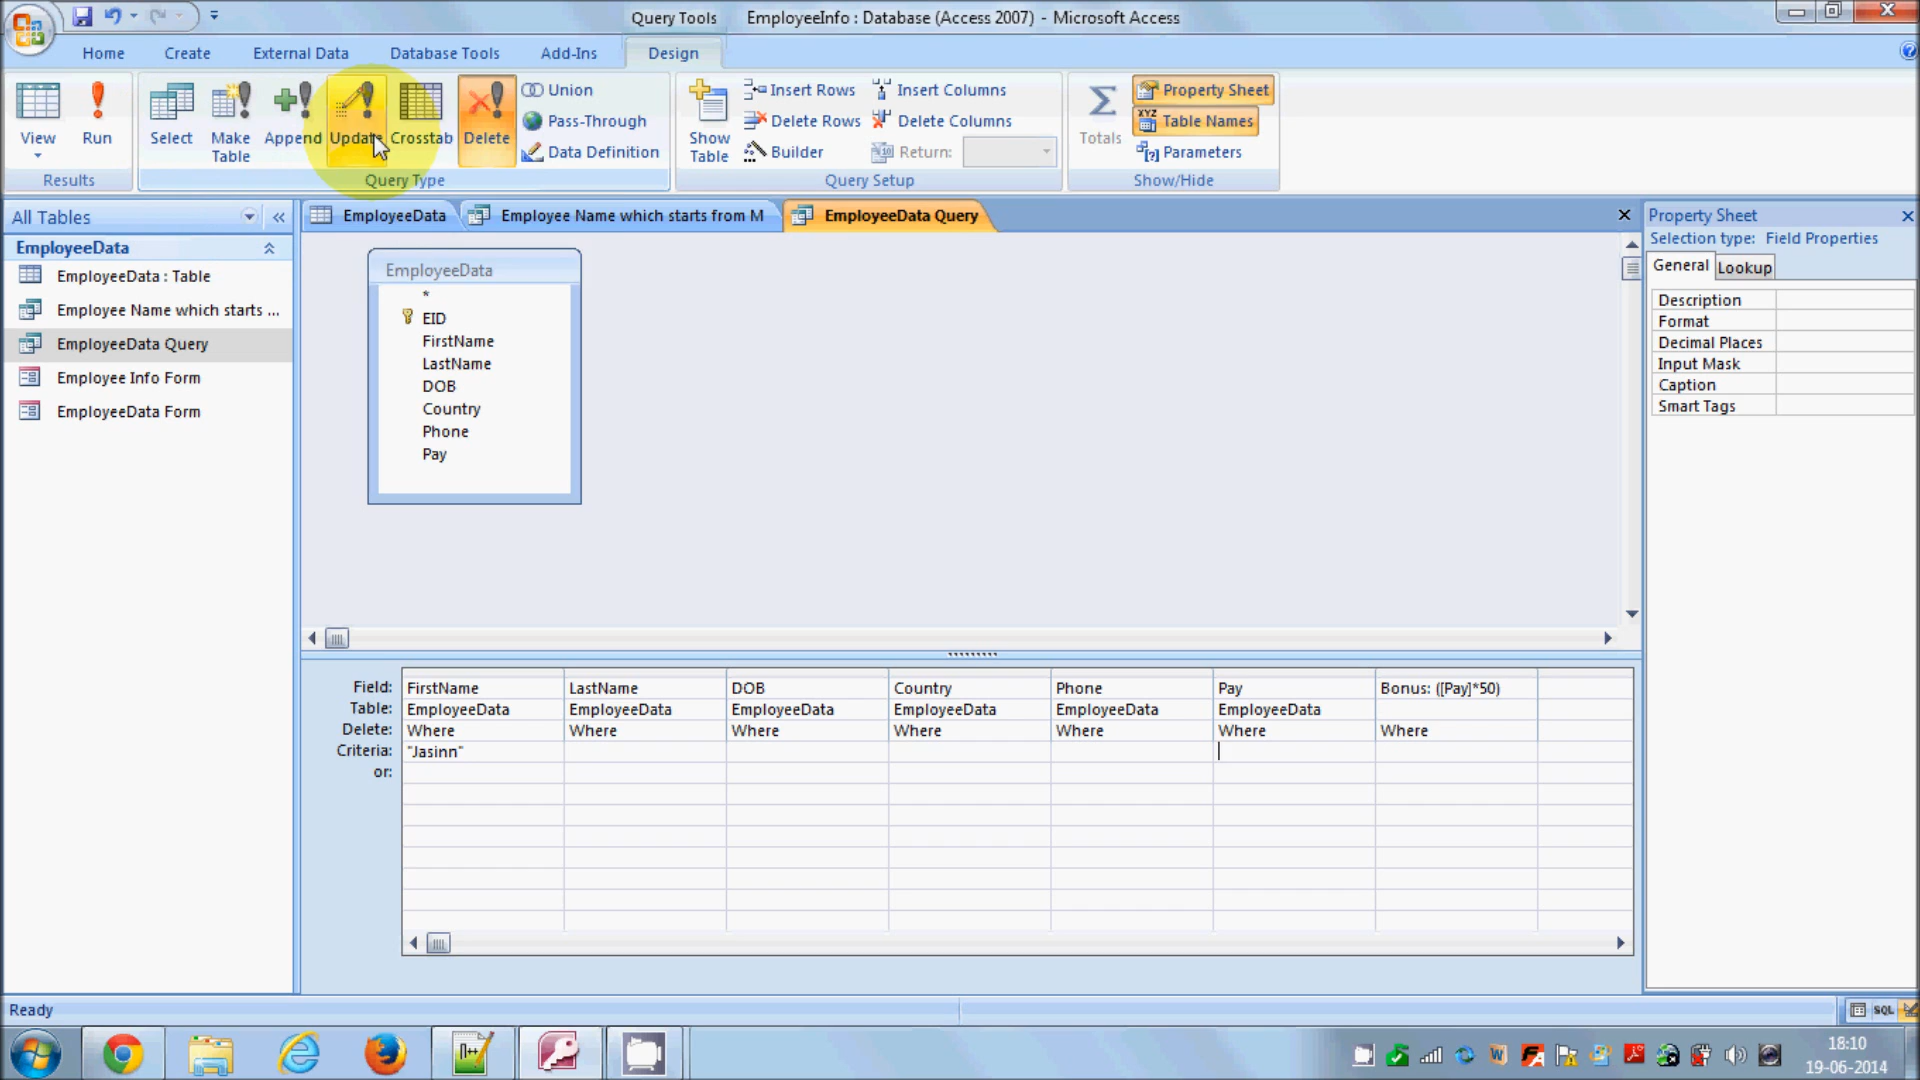 Query Tools
EmployeeInfo : Database (Access 2007) - Microsoft Access
Home
Create
External Data
Database Tools
Add-Ins
Design
View
Run
Results
Select
Make Table
Append
Update
Crosstab
Delete
Union
Pass-Through
Data Definition
Query Type
Show Table
Insert Rows
Delete Rows
Builder
Insert Columns
Delete Columns
Return:
Query Setup
Totals
Property Sheet
Table Names
Parameters
Show/Hide
All Tables
EmployeeData
EmployeeData : Table
Employee Name which starts ...
EmployeeData Query
Employee Info Form
EmployeeData Form
EmployeeData
Employee Name which starts from M
EmployeeData Query
EmployeeData
*
EID
FirstName
LastName
DOB
Country
Phone
Pay
Field: FirstName LastName DOB Country Phone Pay Bonus: ([Pay]*50)
Table: EmployeeData EmployeeData EmployeeData EmployeeData EmployeeData EmployeeData
Delete: Where Where Where Where Where Where Where
Criteria: "Jasinn"
or:
Property Sheet
Selection type: Field Properties
General
Lookup
Description
Format
Decimal Places
Input Mask
Caption
Smart Tags
Ready
SQL
18:10
19-06-2014